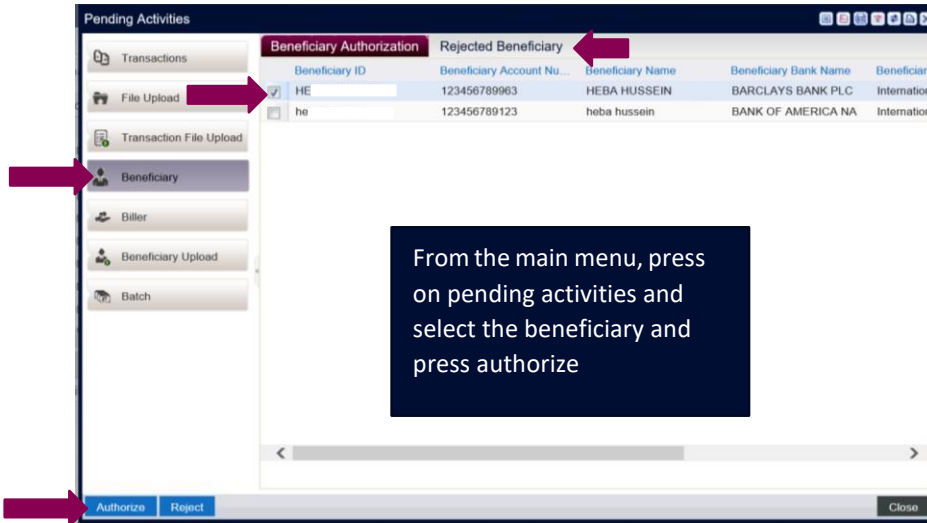 Pending Activities
Transactions
File Upload
Transaction File Upload
Beneficiary
Biller
Beneficiary Upload
Batch
Beneficiary Authorization Rejected Beneficiary
Beneficiary ID Beneficiary Account Nu... Beneficiary Name Beneficiary Bank Name Beneficiar
HE 123456789963 HEBA HUSSEIN BARCLAYS BANK PLC Internation
he 123456789123 heba hussein BANK OF AMERICA NA Internation
From the main menu, press
on pending activities and
select the beneficiary and
press authorize
Authorize Reject Close